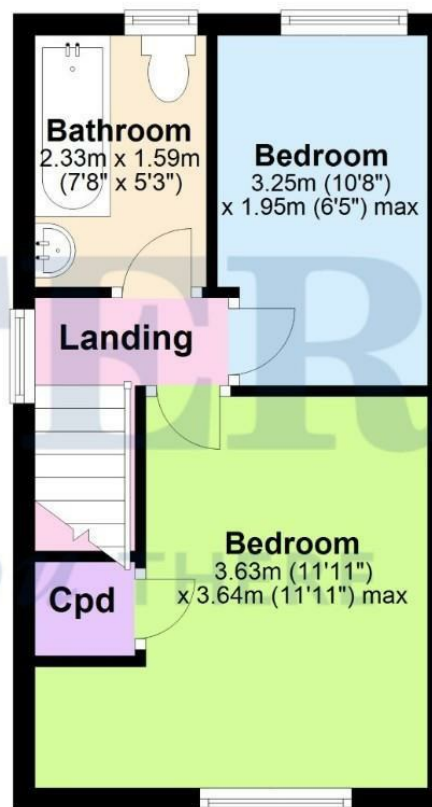 Bathroom
2.33m x 1.59m
(7'8" x 5'3")
Bedroom
3.25m (10'8")
x 1.95m (6'5") max
Landing
Bedroom
3.63m (11'11")
x 3.64m (11'11") max
Cpd
THERE